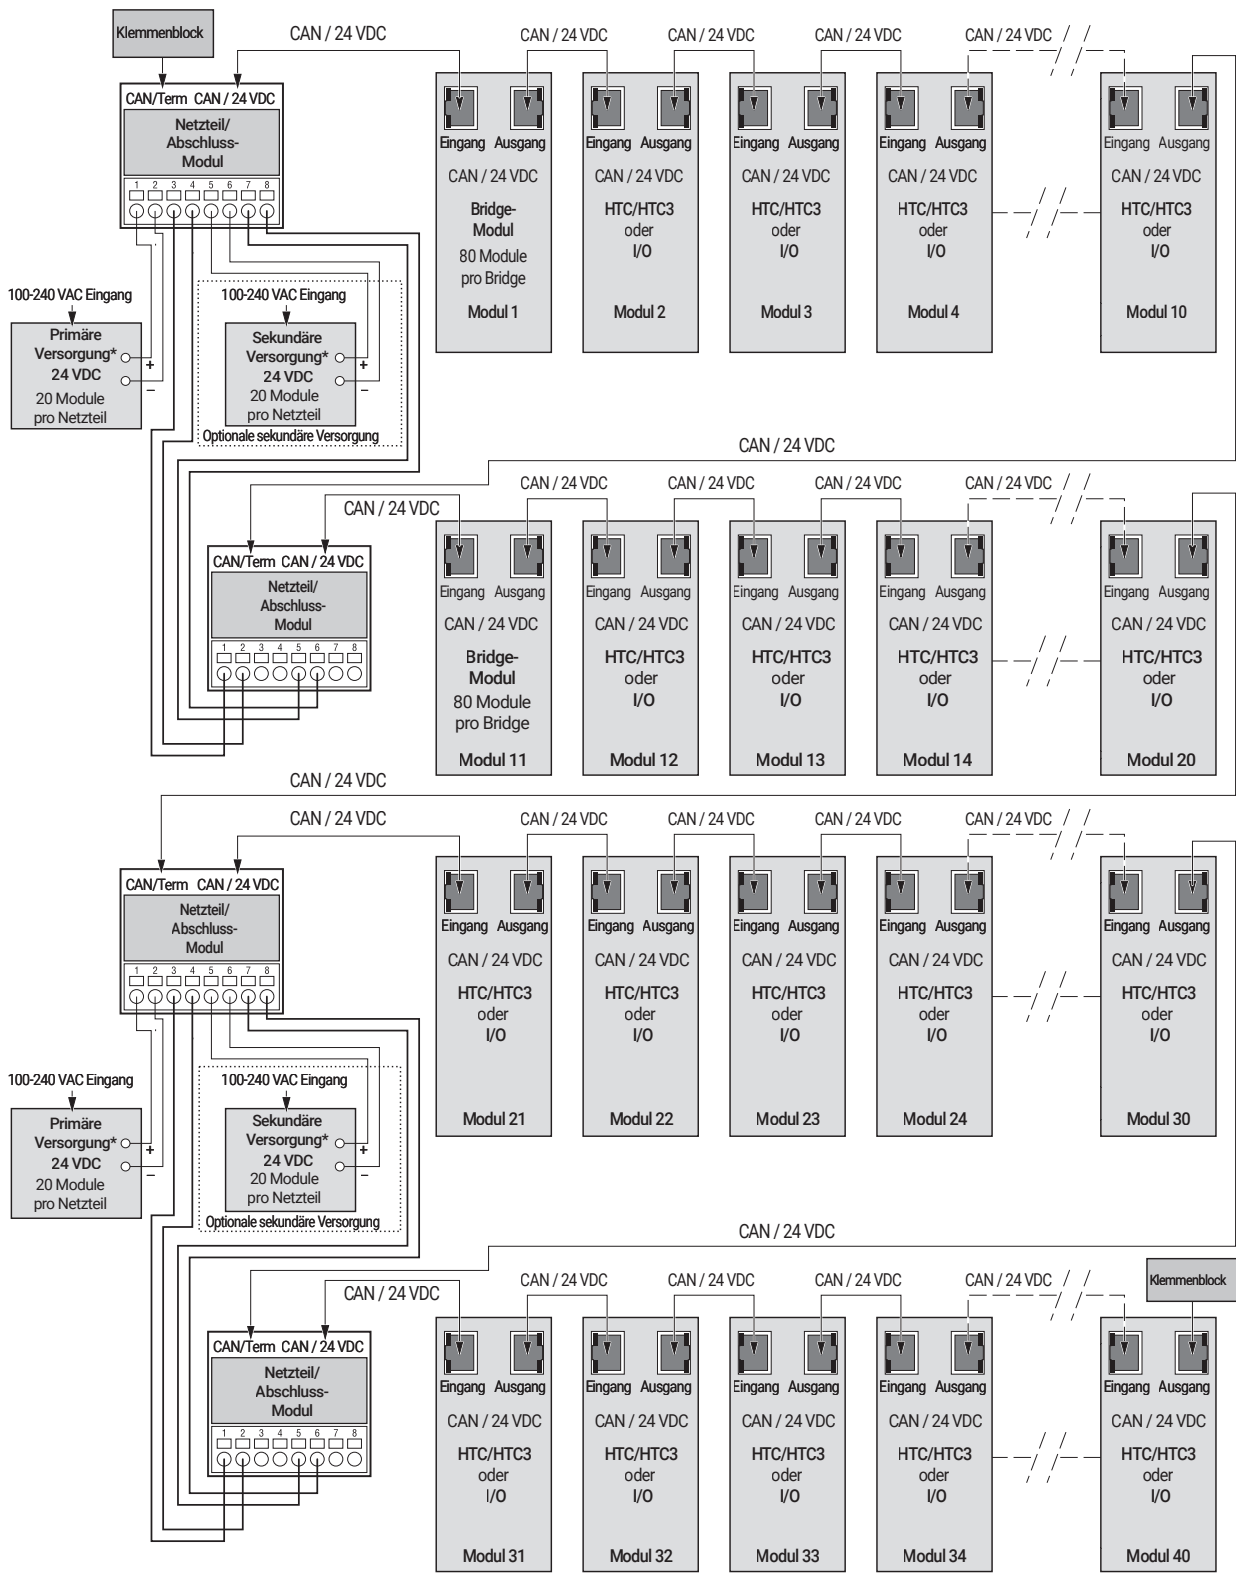 Klemmenblock
CAN / 24 VDC
CAN / 24 VDC
CAN / 24 VDC
CAN / 24 VDC
CAN / 24 VDC
CAN/Term CAN / 24 VDC
Netzteil/
Abschluss-
Modul
1 2 3 4 5 6 7 8
Eingang Ausgang
CAN / 24 VDC
Bridge-
Modul
80 Module
pro Bridge
Modul 1
Eingang Ausgang
CAN / 24 VDC
HTC/HTC3
oder
I/O
Modul 2
Eingang Ausgang
CAN / 24 VDC
HTC/HTC3
oder
I/O
Modul 3
Eingang Ausgang
CAN / 24 VDC
HTC/HTC3
oder
I/O
Modul 4
Eingang Ausgang
CAN / 24 VDC
HTC/HTC3
oder
I/O
Modul 10
100-240 VAC Eingang
Primäre
Versorgung*
24 VDC
20 Module
pro Netzteil
+
–
100-240 VAC Eingang
Sekundäre
Versorgung*
24 VDC
20 Module
pro Netzteil
+
–
Optionale sekundäre Versorgung
CAN / 24 VDC
CAN / 24 VDC
CAN / 24 VDC
CAN / 24 VDC
CAN / 24 VDC
CAN / 24 VDC
CAN/Term CAN / 24 VDC
Netzteil/
Abschluss-
Modul
1 2 3 4 5 6 7 8
Eingang Ausgang
CAN / 24 VDC
Bridge-
Modul
80 Module
pro Bridge
Modul 11
Eingang Ausgang
CAN / 24 VDC
HTC/HTC3
oder
I/O
Modul 12
Eingang Ausgang
CAN / 24 VDC
HTC/HTC3
oder
I/O
Modul 13
Eingang Ausgang
CAN / 24 VDC
HTC/HTC3
oder
I/O
Modul 14
Eingang Ausgang
CAN / 24 VDC
HTC/HTC3
oder
I/O
Modul 20
CAN / 24 VDC
CAN / 24 VDC
CAN / 24 VDC
CAN / 24 VDC
CAN / 24 VDC
CAN / 24 VDC
CAN/Term CAN / 24 VDC
Netzteil/
Abschluss-
Modul
1 2 3 4 5 6 7 8
Eingang Ausgang
CAN / 24 VDC
HTC/HTC3
oder
I/O
Modul 21
Eingang Ausgang
CAN / 24 VDC
HTC/HTC3
oder
I/O
Modul 22
Eingang Ausgang
CAN / 24 VDC
HTC/HTC3
oder
I/O
Modul 23
Eingang Ausgang
CAN / 24 VDC
HTC/HTC3
oder
I/O
Modul 24
Eingang Ausgang
CAN / 24 VDC
HTC/HTC3
oder
I/O
Modul 30
100-240 VAC Eingang
Primäre
Versorgung*
24 VDC
20 Module
pro Netzteil
+
–
100-240 VAC Eingang
Sekundäre
Versorgung*
24 VDC
20 Module
pro Netzteil
+
–
Optionale sekundäre Versorgung
CAN / 24 VDC
CAN / 24 VDC
CAN / 24 VDC
CAN / 24 VDC
CAN / 24 VDC
CAN / 24 VDC
Klemmenblock
CAN/Term CAN / 24 VDC
Netzteil/
Abschluss-
Modul
1 2 3 4 5 6 7 8
Eingang Ausgang
CAN / 24 VDC
HTC/HTC3
oder
I/O
Modul 31
Eingang Ausgang
CAN / 24 VDC
HTC/HTC3
oder
I/O
Modul 32
Eingang Ausgang
CAN / 24 VDC
HTC/HTC3
oder
I/O
Modul 33
Eingang Ausgang
CAN / 24 VDC
HTC/HTC3
oder
I/O
Modul 34
Eingang Ausgang
CAN / 24 VDC
HTC/HTC3
oder
I/O
Modul 40